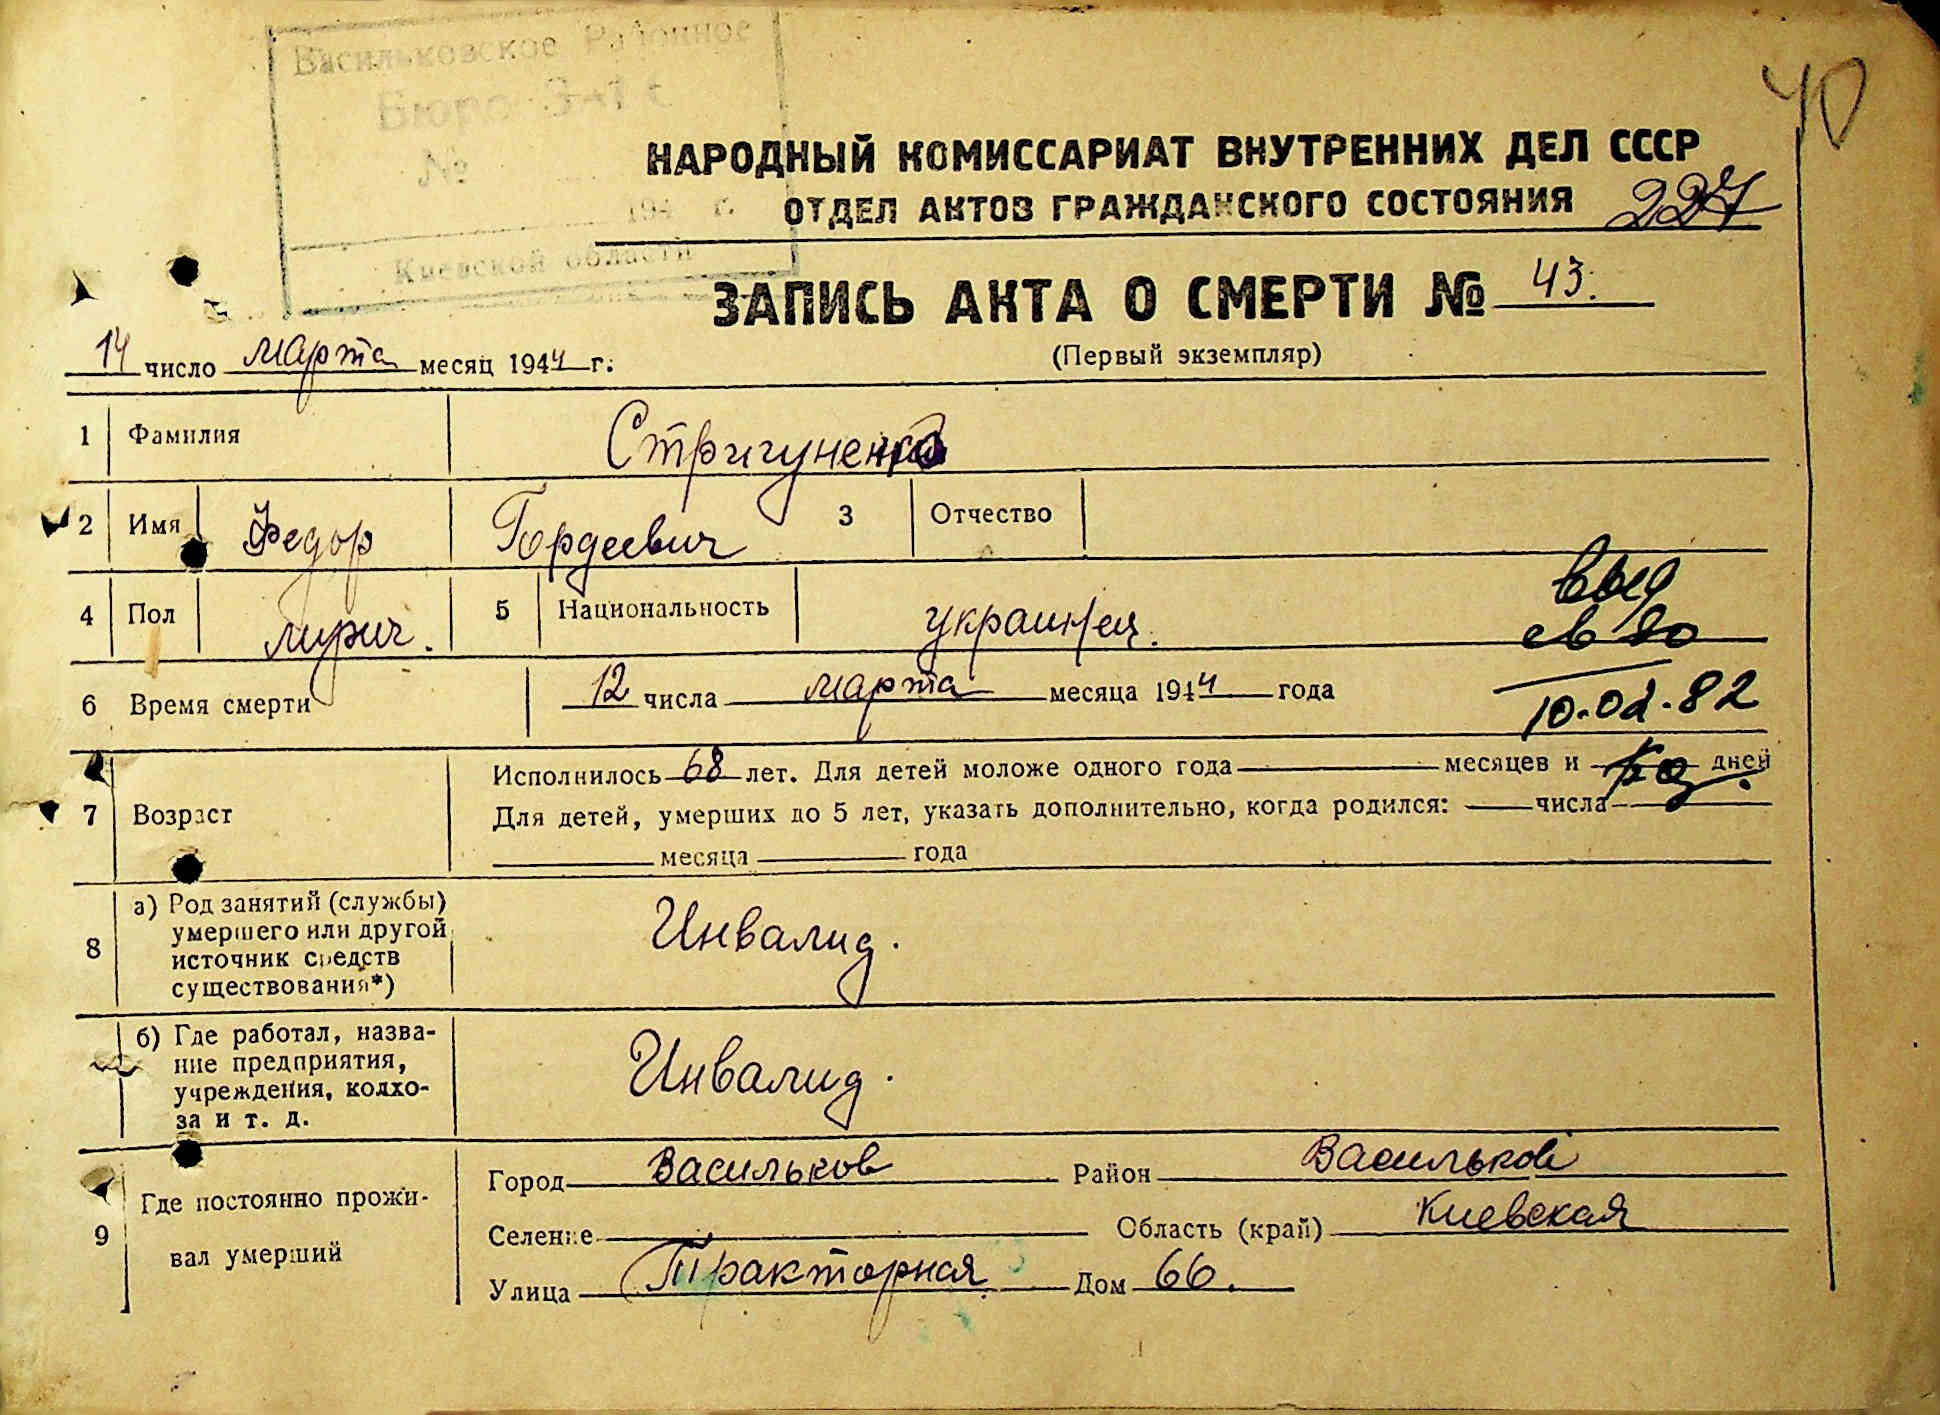 Васильковское Районное
Бюро ЗАГС
№
194 г.
Киевской области
40
НАРОДНЫЙ КОМИССАРИАТ ВНУТРЕННИХ ДЕЛ СССР
ОТДЕЛ АКТОВ ГРАЖДАНСКОГО СОСТОЯНИЯ 227
ЗАПИСЬ АКТА О СМЕРТИ № 43.
(Первый экземпляр)
14 число марта месяц 1944 г.
1 Фамилия Стригуненко
2 Имя Федор Гордеевич 3 Отчество
4 Пол мужч. 5 Национальность украинец.
выд
св во
10.02.82
6 Время смерти 12 числа марта месяца 1944 года
7 Возраст
Исполнилось 68 лет. Для детей моложе одного года месяцев и дней
Для детей, умерших до 5 лет, указать дополнительно, когда родился: числа
месяца года
8 а) Род занятий (службы)
умершего или другой
источник средств
существования*)
Инвалид.
б) Где работал, назва-
ние предприятия,
учреждения, колхо-
за и т. д.
Инвалид.
9 Где постоянно прожи-
вал умерший
Город Васильков Район Васильков
Селение Область (край) Киевская
Улица Тракторная Дом 66.